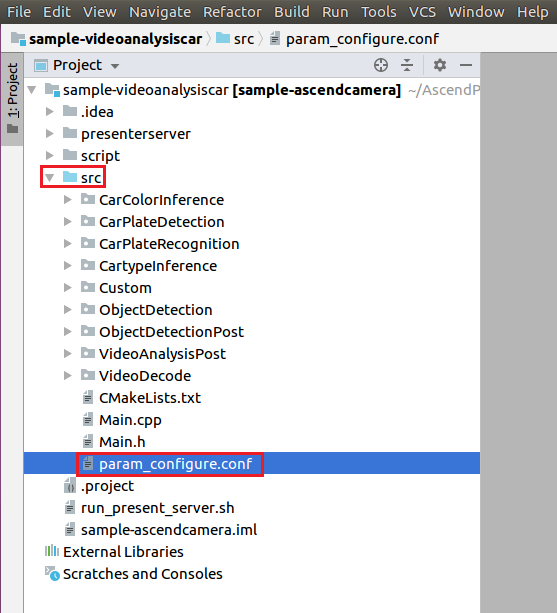 File Edit View Navigate Refactor Build Run Tools VCS Window Help
sample-videoanalysiscar src param_configure.conf
1: Project
Project
sample-videoanalysiscar [sample-ascendcamera] ~/AscendP
.idea
presenterserver
script
src
CarColorInference
CarPlateDetection
CarPlateRecognition
CartypeInference
Custom
ObjectDetection
ObjectDetectionPost
VideoAnalysisPost
VideoDecode
CMakeLists.txt
Main.cpp
Main.h
param_configure.conf
.project
run_present_server.sh
sample-ascendcamera.iml
External Libraries
Scratches and Consoles